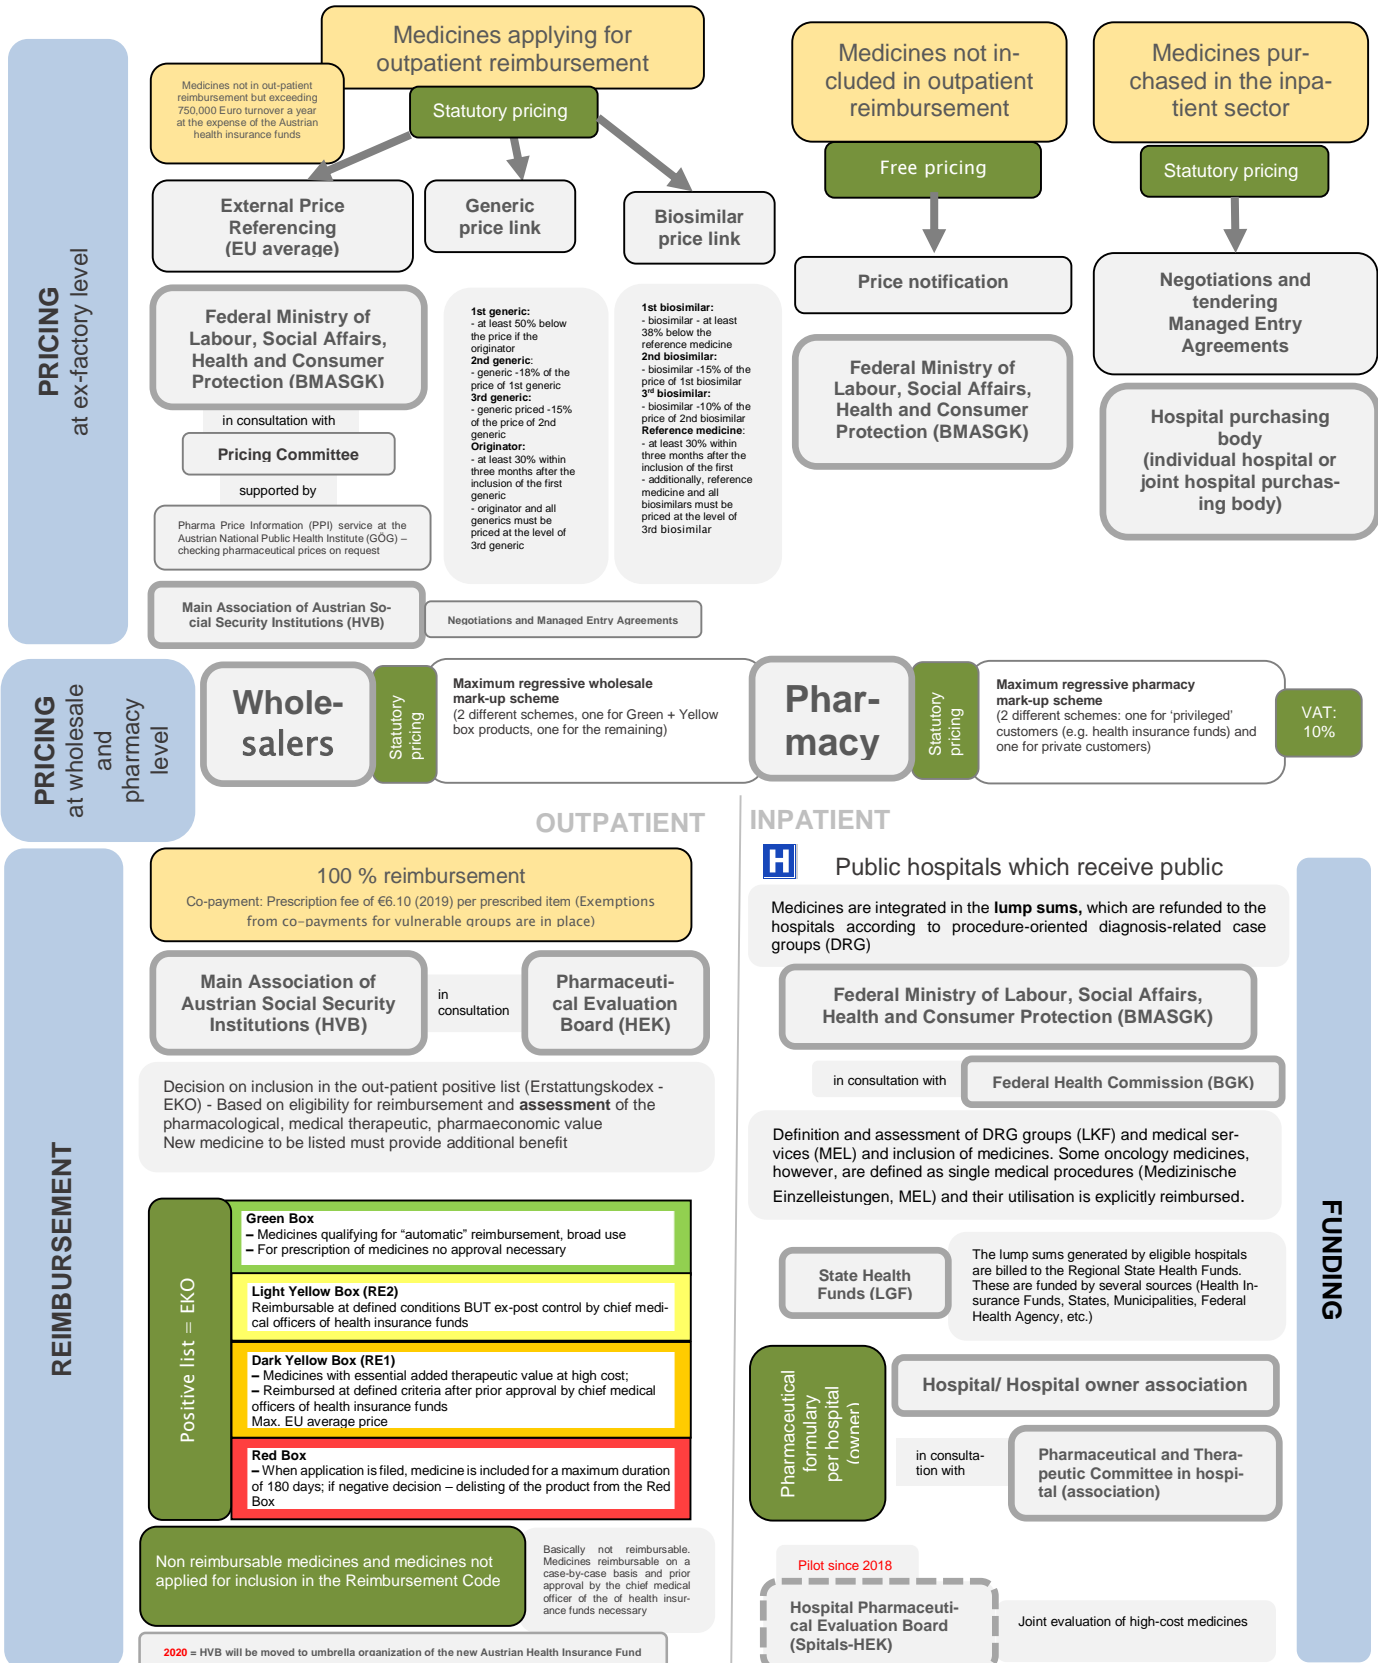 Medicines applying for
outpatient reimbursement
Medicines not in out-patient
reimbursement but exceeding
750,000 Euro turnover a year
at the expense of the Austrian
health insurance funds
Statutory pricing
Medicines not in-
cluded in outpatient
reimbursement
Free pricing
Medicines pur-
chased in the inpa-
tient sector
Statutory pricing
PRICING
at ex-factory level
External Price
Referencing
(EU average)
Generic
price link
Biosimilar
price link
Price notification
Negotiations and
tendering
Managed Entry
Agreements
Federal Ministry of
Labour, Social Affairs,
Health and Consumer
Protection (BMASGK)
in consultation with
Pricing Committee
supported by
Pharma Price Information (PPI) service at the
Austrian National Public Health Institute (GÖG) –
checking pharmaceutical prices on request
1st generic:
- at least 50% below
the price if the
originator
2nd generic:
- generic -18% of the
price of 1st generic
3rd generic:
- generic priced -15%
of the price of 2nd
generic
Originator:
- at least 30% within
three months after the
inclusion of the first
generic
- originator and all
generics must be
priced at the level of
3rd generic
1st biosimilar:
- biosimilar - at least
38% below the
reference medicine
2nd biosimilar:
- biosimilar -15% of the
price of 1st biosimilar
3rd biosimilar:
- biosimilar -10% of the
price of 2nd biosimilar
Reference medicine:
- at least 30% within
three months after the
inclusion of the first
- additionally, reference
medicine and all
biosimilars must be
priced at the level of
3rd biosimilar
Federal Ministry of
Labour, Social Affairs,
Health and Consumer
Protection (BMASGK)
Hospital purchasing
body
(individual hospital or
joint hospital purchas-
ing body)
Main Association of Austrian So-
cial Security Institutions (HVB)
Negotiations and Managed Entry Agreements
PRICING
at wholesale
and
pharmacy
level
Whole-
salers
Statutory
pricing
Maximum regressive wholesale
mark-up scheme
(2 different schemes, one for Green + Yellow
box products, one for the remaining)
Phar-
macy
Statutory
pricing
Maximum regressive pharmacy
mark-up scheme
(2 different schemes: one for ‘privileged’
customers (e.g. health insurance funds) and
one for private customers)
VAT:
10%
OUTPATIENT
INPATIENT
REIMBURSEMENT
100 % reimbursement
Co-payment: Prescription fee of €6.10 (2019) per prescribed item (Exemptions
from co-payments for vulnerable groups are in place)
Main Association of
Austrian Social Security
Institutions (HVB)
in
consultation
Pharmaceuti-
cal Evaluation
Board (HEK)
Decision on inclusion in the out-patient positive list (Erstattungskodex -
EKO) - Based on eligibility for reimbursement and assessment of the
pharmacological, medical therapeutic, pharmaeconomic value
New medicine to be listed must provide additional benefit
Positive list = EKO
Green Box
– Medicines qualifying for “automatic” reimbursement, broad use
– For prescription of medicines no approval necessary
Light Yellow Box (RE2)
Reimbursable at defined conditions BUT ex-post control by chief medi-
cal officers of health insurance funds
Dark Yellow Box (RE1)
– Medicines with essential added therapeutic value at high cost;
– Reimbursed at defined criteria after prior approval by chief medical
officers of health insurance funds
Max. EU average price
Red Box
– When application is filed, medicine is included for a maximum duration
of 180 days; if negative decision – delisting of the product from the Red
Box
Non reimbursable medicines and medicines not
applied for inclusion in the Reimbursement Code
Basically not reimbursable.
Medicines reimbursable on a
case-by-case basis and prior
approval by the chief medical
officer of the of health insur-
ance funds necessary
2020 = HVB will be moved to umbrella organization of the new Austrian Health Insurance Fund
H
Public hospitals which receive public
Medicines are integrated in the lump sums, which are refunded to the
hospitals according to procedure-oriented diagnosis-related case
groups (DRG)
Federal Ministry of Labour, Social Affairs,
Health and Consumer Protection (BMASGK)
in consultation with
Federal Health Commission (BGK)
Definition and assessment of DRG groups (LKF) and medical ser-
vices (MEL) and inclusion of medicines. Some oncology medicines,
however, are defined as single medical procedures (Medizinische
Einzelleistungen, MEL) and their utilisation is explicitly reimbursed.
State Health
Funds (LGF)
The lump sums generated by eligible hospitals
are billed to the Regional State Health Funds.
These are funded by several sources (Health In-
surance Funds, States, Municipalities, Federal
Health Agency, etc.)
Pharmaceutical
formulary
per hospital
(owner)
Hospital/ Hospital owner association
in consulta-
tion with
Pharmaceutical and Thera-
peutic Committee in hospi-
tal (association)
Pilot since 2018
Hospital Pharmaceuti-
cal Evaluation Board
(Spitals-HEK)
Joint evaluation of high-cost medicines
FUNDING